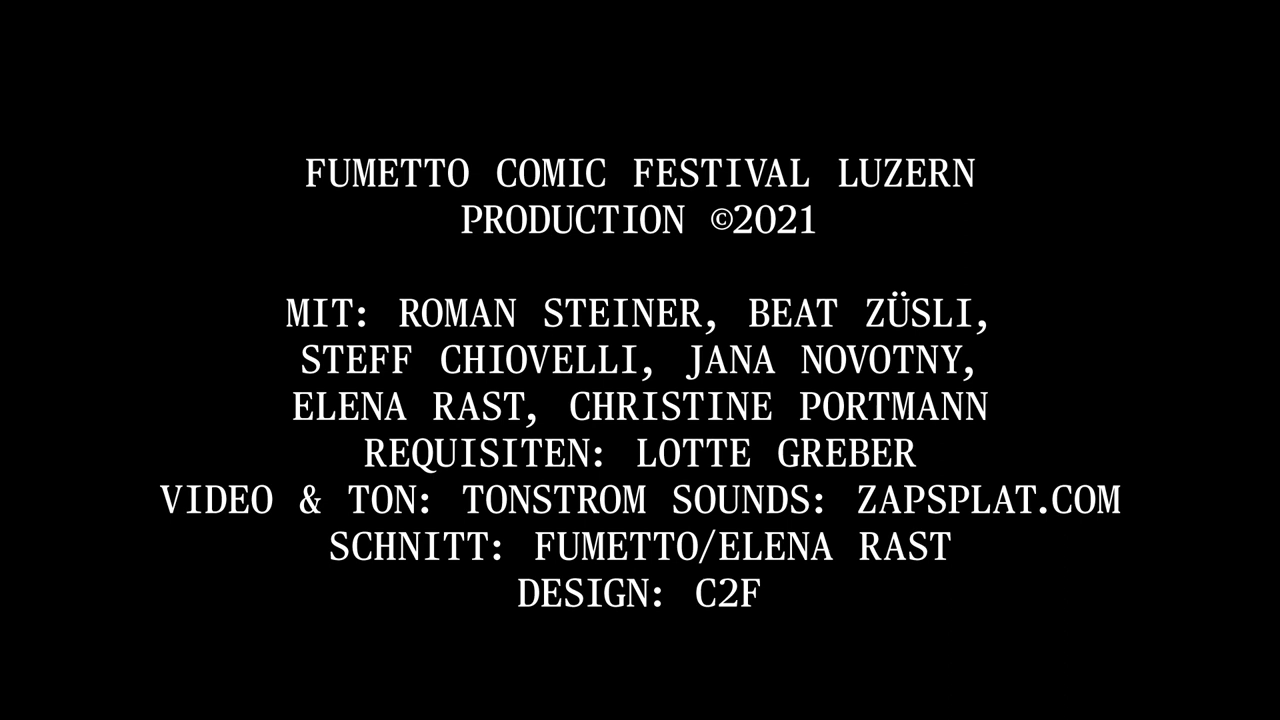 FUMETTO COMIC FESTIVAL LUZERN
PRODUCTION ©2021
MIT: ROMAN STEINER, BEAT ZÜSLI,
STEFF CHIOVELLI, JANA NOVOTNY,
ELENA RAST, CHRISTINE PORTMANN
REQUISITEN: LOTTE GREBER
VIDEO & TON: TONSTROM SOUNDS: ZAPSPLAT.COM
SCHNITT: FUMETTO/ELENA RAST
DESIGN: C2F